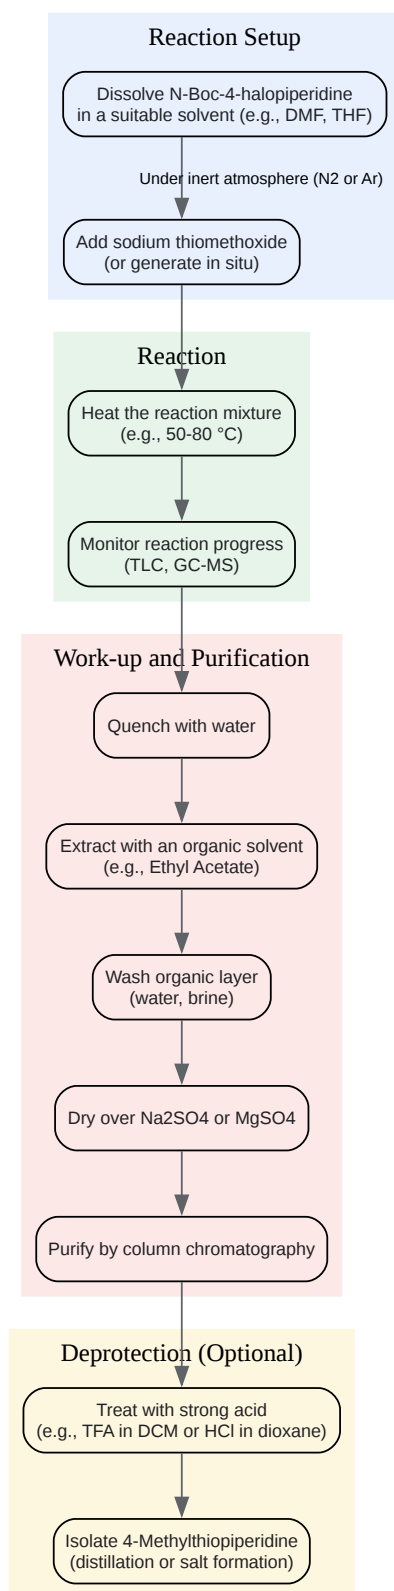 Reaction Setup
Dissolve N-Boc-4-halopiperidine
in a suitable solvent (e.g., DMF, THF)
Under inert atmosphere (N2 or Ar)
Add sodium thiomethoxide
(or generate in situ)
Reaction
Heat the reaction mixture
(e.g., 50-80 °C)
Monitor reaction progress
(TLC, GC-MS)
Work-up and Purification
Quench with water
Extract with an organic solvent
(e.g., Ethyl Acetate)
Wash organic layer
(water, brine)
Dry over Na2SO4 or MgSO4
Purify by column chromatography
Deprotection (Optional)
Treat with strong acid
(e.g., TFA in DCM or HCl in dioxane)
Isolate 4-Methylthiopiperidine
(distillation or salt formation)